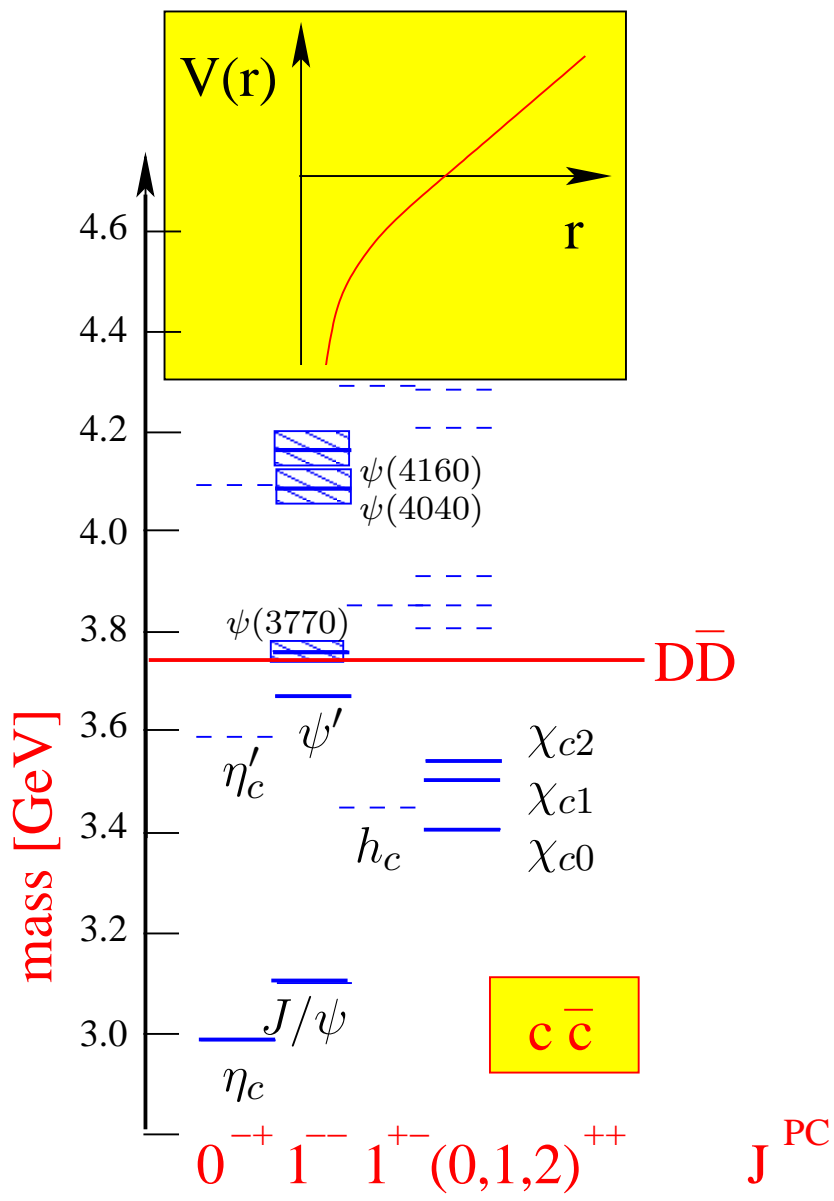 V(r)
r
4.6
4.4
4.2
ψ(4160)
ψ(4040)
4.0
ψ(3770)
3.8
DD̅
ψ′
3.6
η′c
χc2
χc1
3.4
hc
χc0
mass [GeV]
3.2
J/ψ
3.0
c c̅
ηc
0⁻⁺ 1⁻⁻ 1⁺⁻ (0,1,2)⁺⁺ Jᴾꟲ